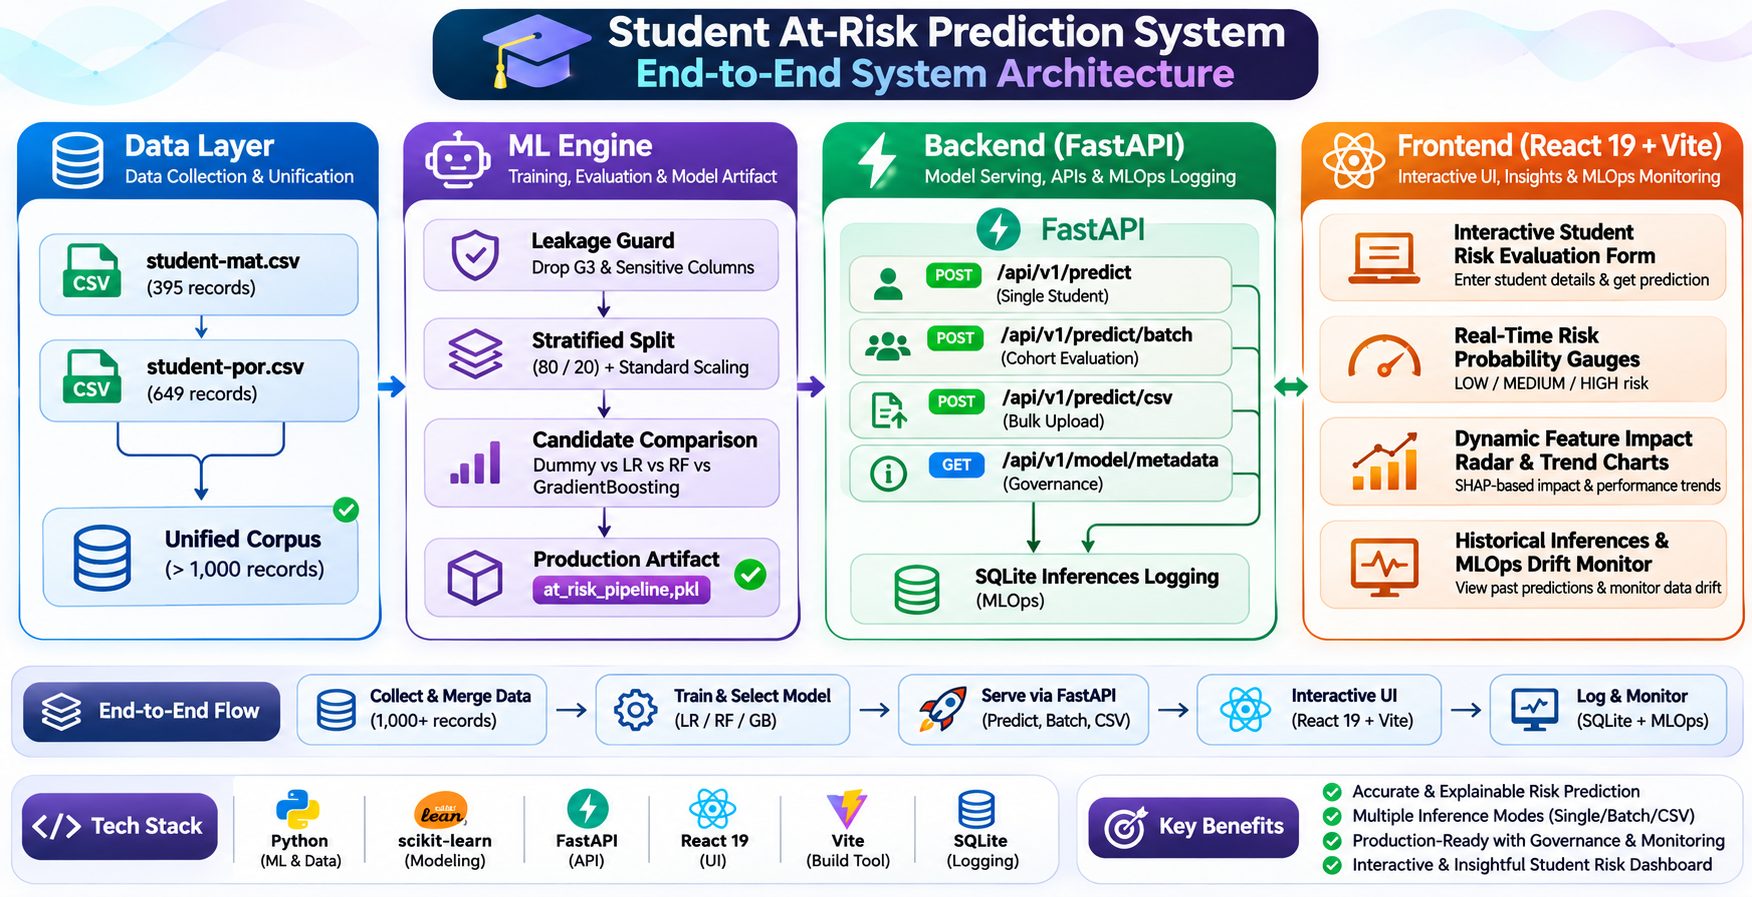 Student At-Risk Prediction System
End-to-End System Architecture
Data Layer
Data Collection & Unification
CSV
student-mat.csv
(395 records)
CSV
student-por.csv
(649 records)
Unified Corpus
(> 1,000 records)
ML Engine
Training, Evaluation & Model Artifact
Leakage Guard
Drop G3 & Sensitive Columns
Stratified Split
(80 / 20) + Standard Scaling
Candidate Comparison
Dummy vs LR vs RF vs
GradientBoosting
Production Artifact
at_risk_pipeline,pkl
Backend (FastAPI)
Model Serving, APIs & MLOps Logging
FastAPI
POST
/api/v1/predict
(Single Student)
POST
/api/v1/predict/batch
(Cohort Evaluation)
POST
/api/v1/predict/csv
(Bulk Upload)
GET
/api/v1/model/metadata
(Governance)
SQLite Inferences Logging
(MLOps)
Frontend (React 19 + Vite)
Interactive UI, Insights & MLOps Monitoring
Interactive Student
Risk Evaluation Form
Enter student details & get prediction
Real-Time Risk
Probability Gauges
LOW / MEDIUM / HIGH risk
Dynamic Feature Impact
Radar & Trend Charts
SHAP-based impact & performance trends
Historical Inferences &
MLOps Drift Monitor
View past predictions & monitor data drift
End-to-End Flow
Collect & Merge Data
(1,000+ records)
Train & Select Model
(LR / RF / GB)
Serve via FastAPI
(Predict, Batch, CSV)
Interactive UI
(React 19 + Vite)
Log & Monitor
(SQLite + MLOps)
</> Tech Stack
Python
(ML & Data)
lean
scikit-learn
(Modeling)
FastAPI
(API)
React 19
(UI)
Vite
(Build Tool)
SQLite
(Logging)
Key Benefits
Accurate & Explainable Risk Prediction
Multiple Inference Modes (Single/Batch/CSV)
Production-Ready with Governance & Monitoring
Interactive & Insightful Student Risk Dashboard